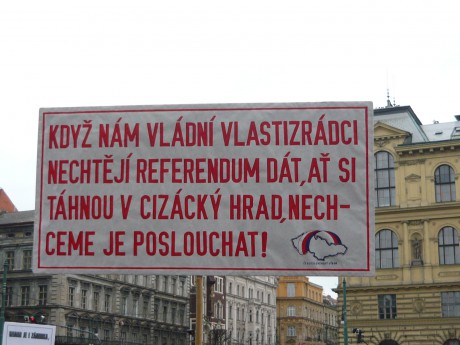 KDYŽ NÁM VLÁDNÍ VLASTIZRÁDCI
NECHTĚJÍ REFERENDUM DÁT, AŤ SI
TÁHNOU V CIZÁCKÝ HRAD, NECH-
CEME JE POSLOUCHAT!